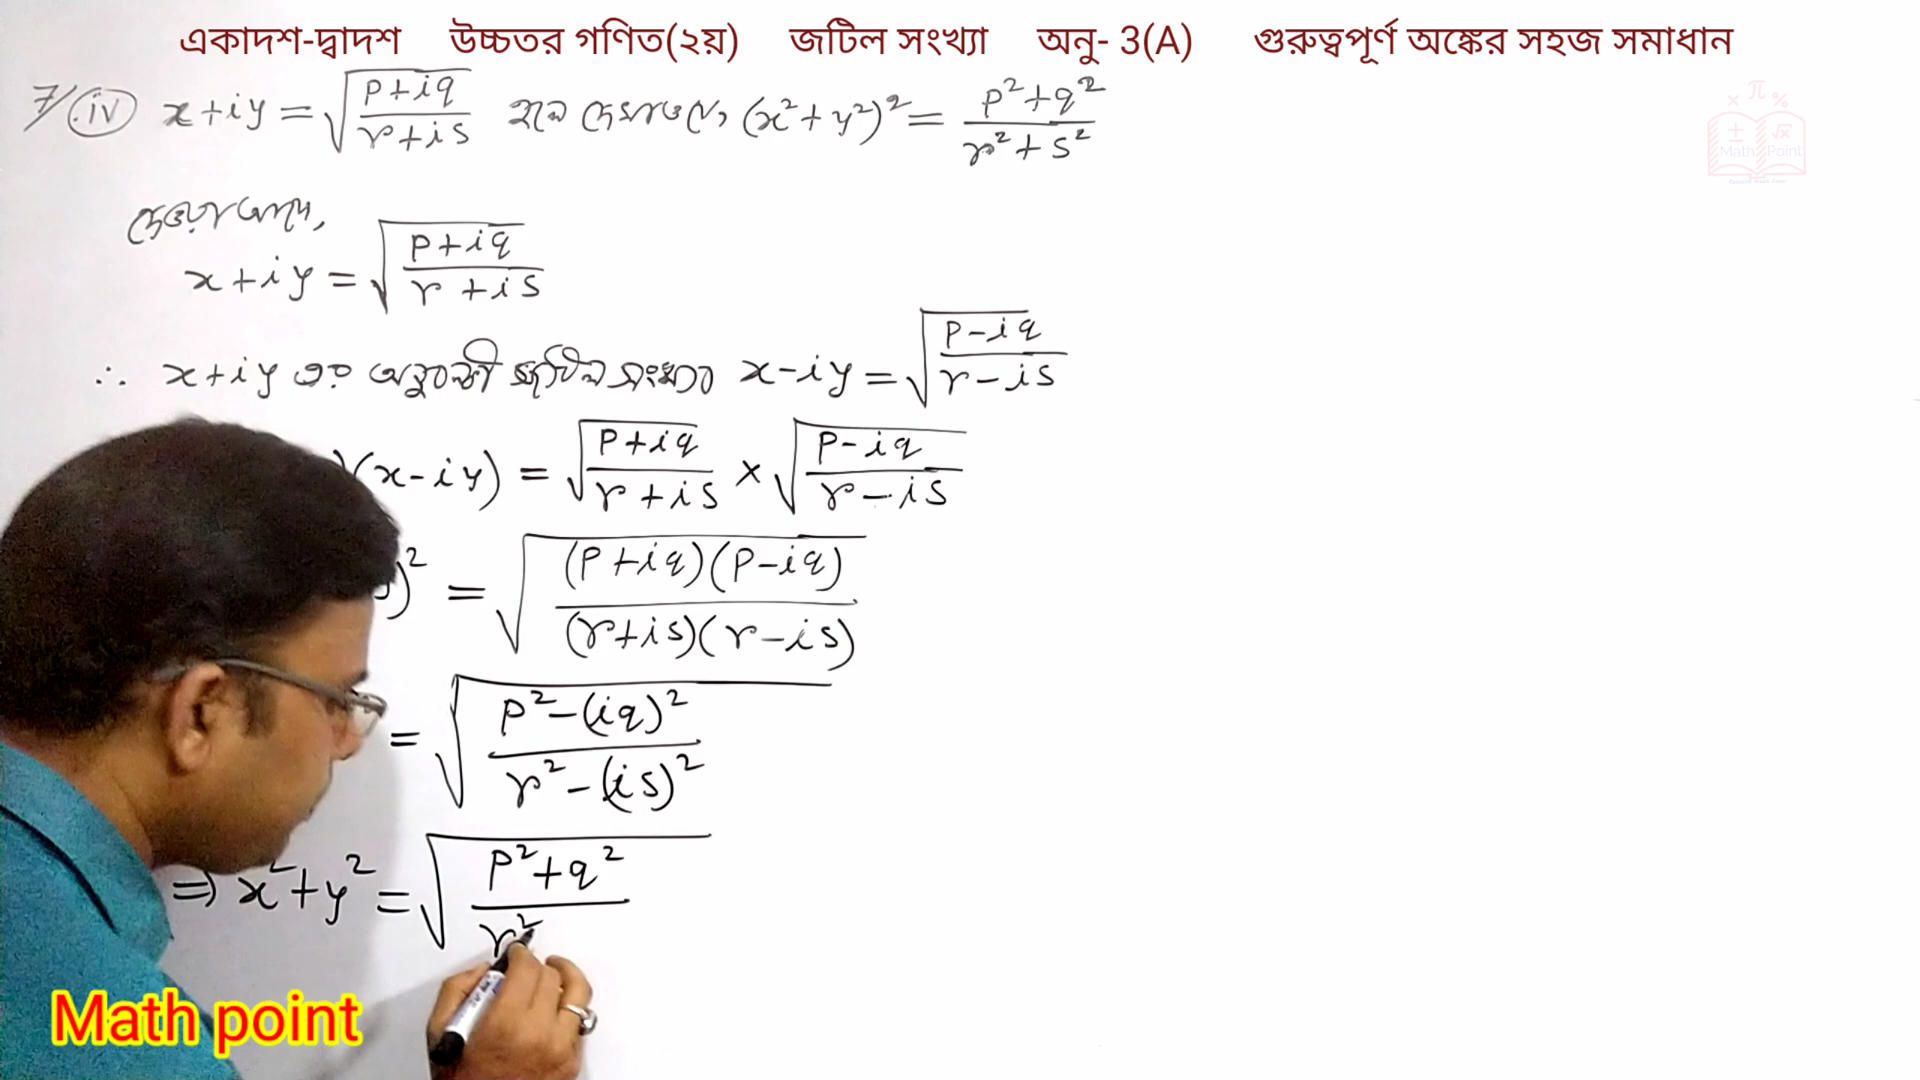 একাদশ-দ্বাদশ উচ্চতর গণিত(২য়) জটিল সংখ্যা অনু- 3(A) গুরুত্বপূর্ণ অঙ্কের সহজ সমাধান
7/ (iv) x+iy = √((p+iq)/(r+is)) হলে দেখাও যে, (x²+y²)² = (p²+q²)/(r²+s²)
× π %
± √x
Math Point
দেওয়া আছে,
x+iy = √((p+iq)/(r+is))
∴ x+iy এর অনুবন্ধী জটিল সংখ্যা x-iy = √((p-iq)/(r-is))
)(x-iy) = √((p+iq)/(r+is)) × √((p-iq)/(r-is))
)² = √(((p+iq)(p-iq))/((r+is)(r-is)))
= √((p²-(iq)²)/(r²-(is)²))
⇒ x²+y² = √((p²+q²)/(r²
Math point